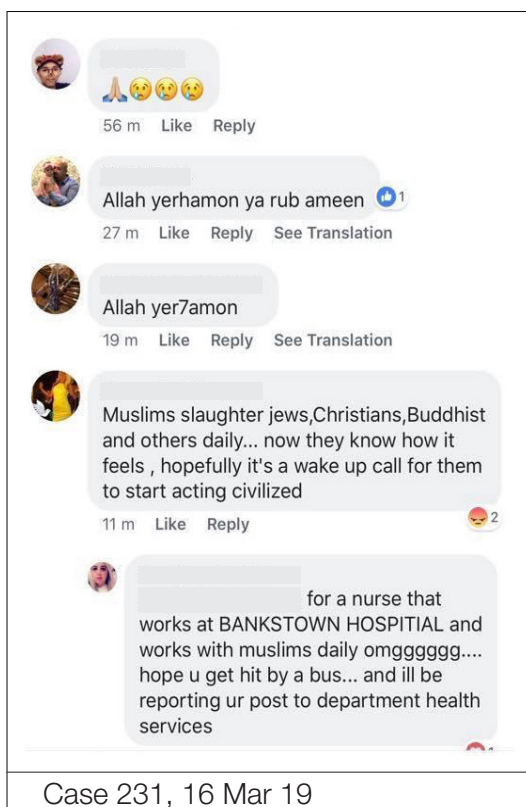 56 m Like Reply
Allah yerhamon ya rub ameen 1
27 m Like Reply See Translation
Allah yer7amon
19 m Like Reply See Translation
Muslims slaughter jews,Christians,Buddhist
and others daily... now they know how it
feels , hopefully it's a wake up call for them
to start acting civilized
11 m Like Reply 2
for a nurse that
works at BANKSTOWN HOSPITIAL and
works with muslims daily omgggggg....
hope u get hit by a bus... and ill be
reporting ur post to department health
services
Case 231, 16 Mar 19